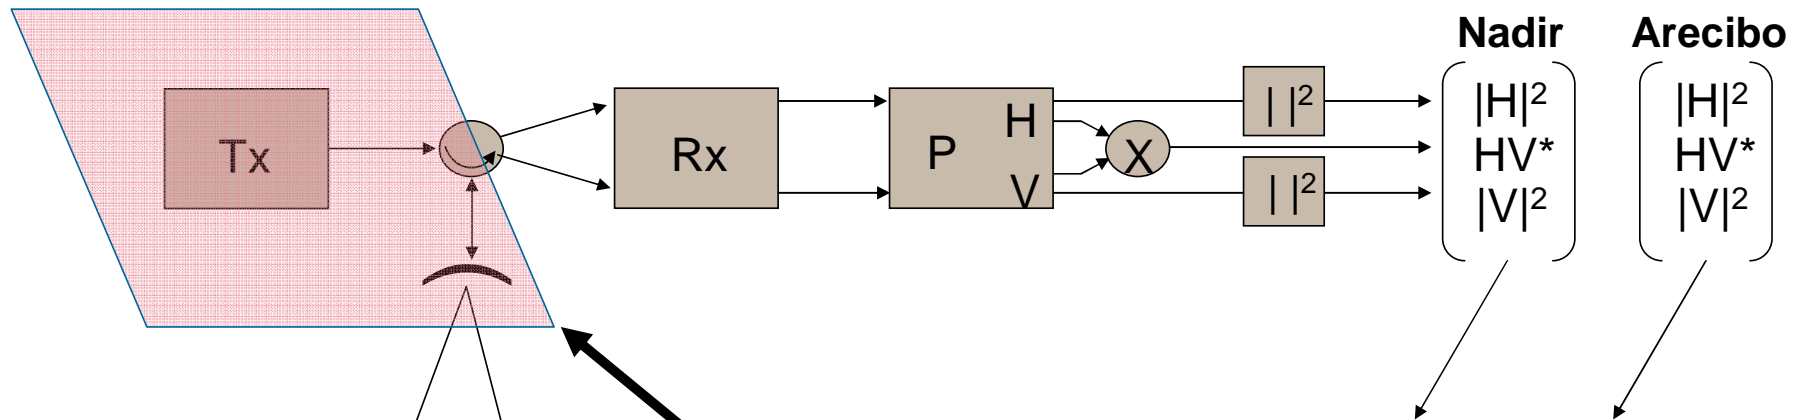 Nadir Arecibo
Tx
Rx
P
H
V
X
| |²
| |²
|H|²
HV*
|V|²
|H|²
HV*
|V|²